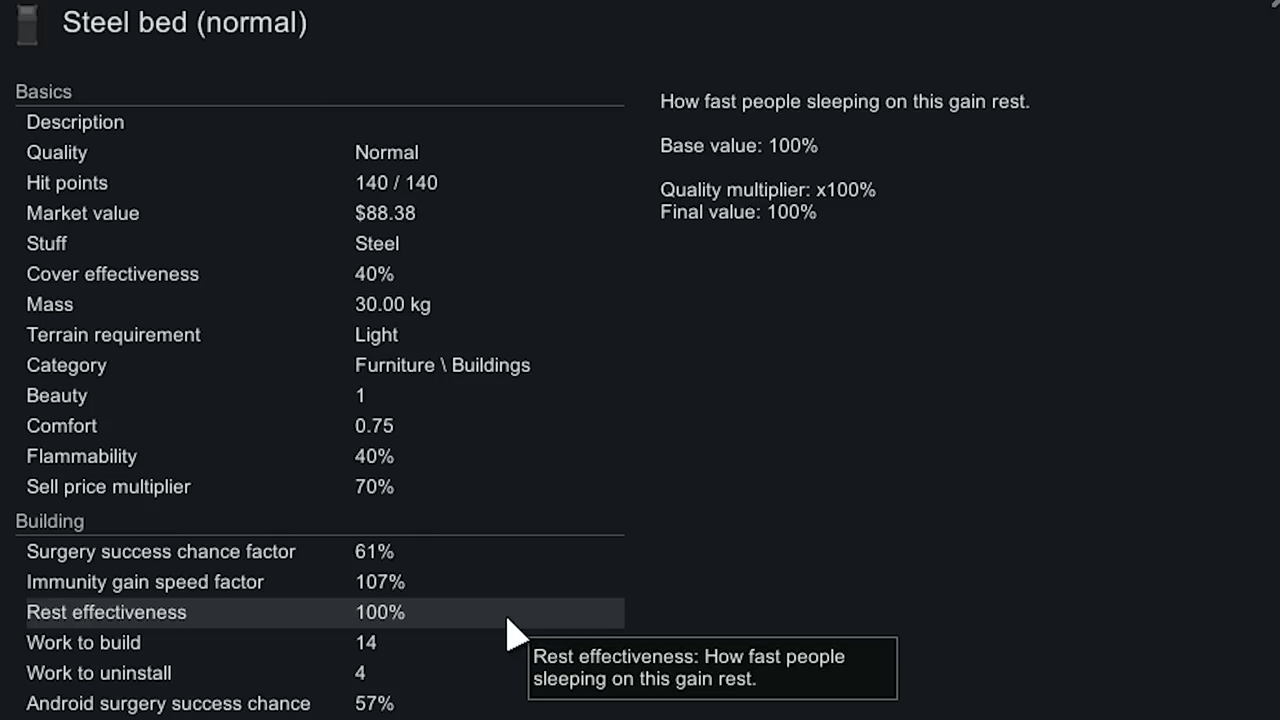 Steel bed (normal)
Basics
Description
Quality Normal
Hit points 140 / 140
Market value $88.38
Stuff Steel
Cover effectiveness 40%
Mass 30.00 kg
Terrain requirement Light
Category Furniture \ Buildings
Beauty 1
Comfort 0.75
Flammability 40%
Sell price multiplier 70%
Building
Surgery success chance factor 61%
Immunity gain speed factor 107%
Rest effectiveness 100%
Work to build 14
Work to uninstall 4
Android surgery success chance 57%
How fast people sleeping on this gain rest.
Base value: 100%
Quality multiplier: x100%
Final value: 100%
Rest effectiveness: How fast people
sleeping on this gain rest.